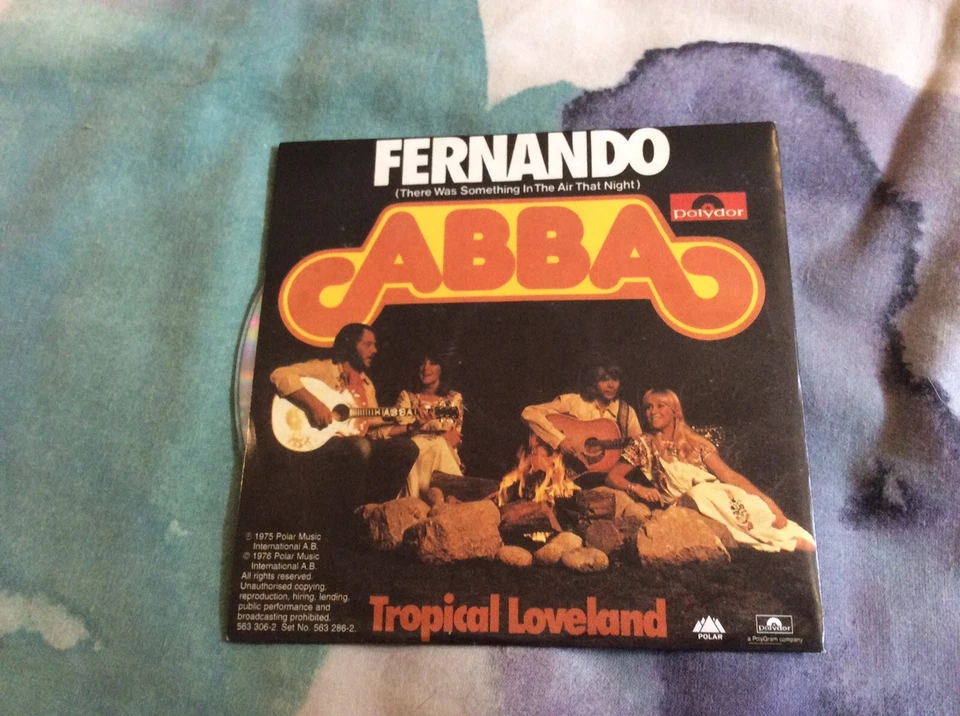 FERNANDO
(There Was Something In The Air That Night)
polydor
ABBA
ABBA
℗ 1975 Polar Music
International A.B.
© 1976 Polar Music
International A.B.
All rights reserved.
Unauthorised copying,
reproduction, hiring, lending,
public performance and
broadcasting prohibited.
563 306-2. Set No. 563 286-2.
Tropical Loveland
POLAR
polydor
a PolyGram company